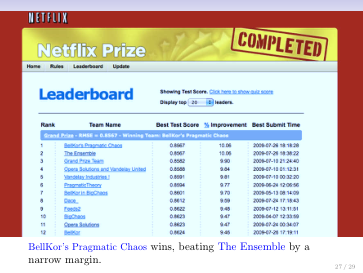 NETFLIX
Netflix Prize
COMPLETED
Home Rules Leaderboard Update
Leaderboard
Showing Test Score. Click here to show quiz score
Display top 20 leaders.
Rank Team Name Best Test Score % Improvement Best Submit Time
Grand Prize - RMSE = 0.8567 - Winning Team: BellKor's Pragmatic Chaos
1 BellKor's Pragmatic Chaos 0.8567 10.06 2009-07-26 18:18:28
2 The Ensemble 0.8567 10.06 2009-07-26 18:38:22
3 Grand Prize Team 0.8582 9.90 2009-07-10 21:24:40
4 Opera Solutions and Vandelay United 0.8588 9.84 2009-07-10 01:12:31
5 Vandelay Industries ! 0.8591 9.81 2009-07-10 00:32:20
6 PragmaticTheory 0.8594 9.77 2009-06-24 12:06:56
7 BellKor in BigChaos 0.8601 9.70 2009-05-13 08:14:09
8 Dace_ 0.8612 9.59 2009-07-24 17:18:43
9 Feeds2 0.8622 9.48 2009-07-12 13:11:51
10 BigChaos 0.8623 9.47 2009-04-07 12:33:59
11 Opera Solutions 0.8623 9.47 2009-07-24 00:34:07
12 BellKor 0.8624 9.46 2009-07-26 17:19:11
BellKor's Pragmatic Chaos wins, beating The Ensemble by a
narrow margin.
27 / 29